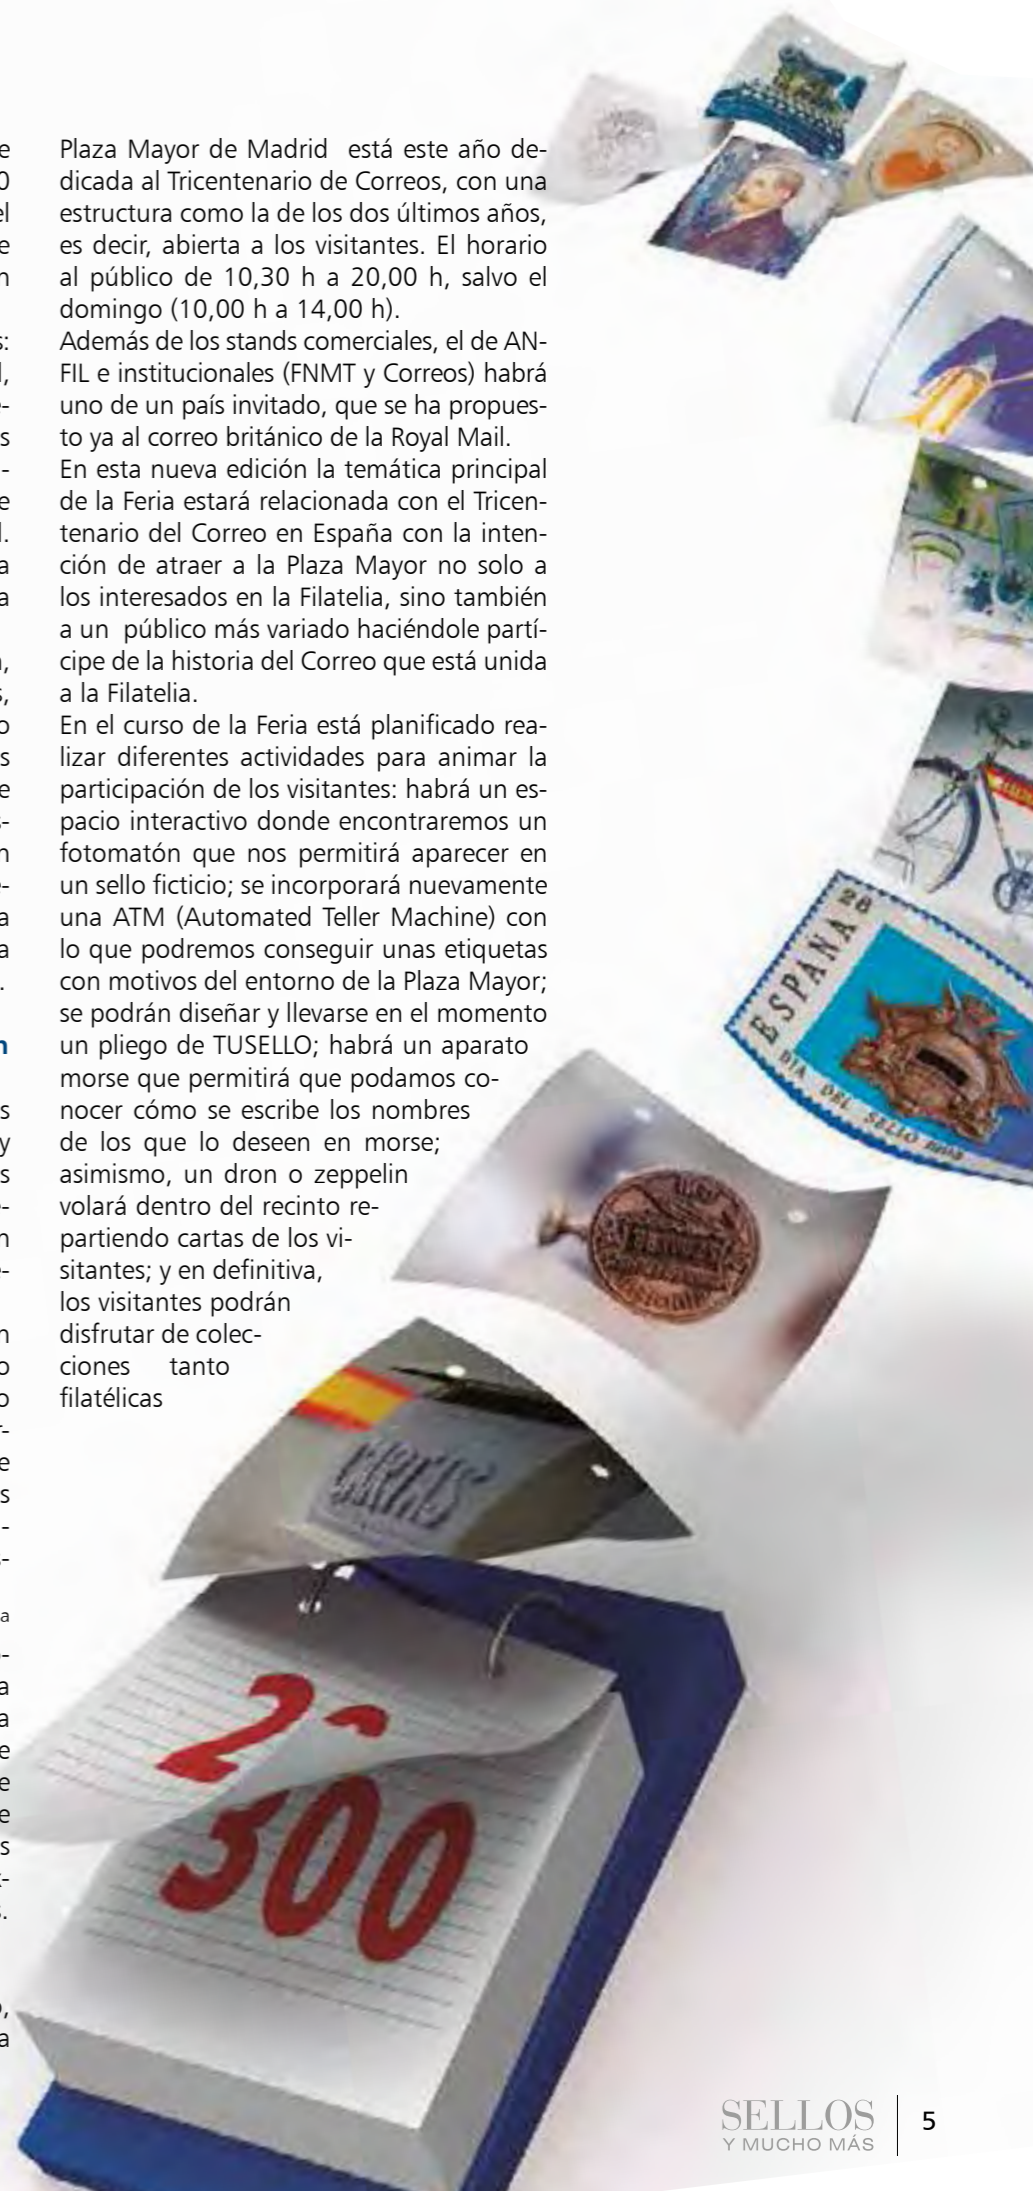 Plaza Mayor de Madrid está este año de-
dicada al Tricentenario de Correos, con una
estructura como la de los dos últimos años,
es decir, abierta a los visitantes. El horario
al público de 10,30 h a 20,00 h, salvo el
domingo (10,00 h a 14,00 h).
Además de los stands comerciales, el de AN-
FIL e institucionales (FNMT y Correos) habrá
uno de un país invitado, que se ha propues-
to ya al correo británico de la Royal Mail.
En esta nueva edición la temática principal
de la Feria estará relacionada con el Tricen-
tenario del Correo en España con la inten-
ción de atraer a la Plaza Mayor no solo a
los interesados en la Filatelia, sino también
a un público más variado haciéndole partí-
cipe de la historia del Correo que está unida
a la Filatelia.
En el curso de la Feria está planificado rea-
lizar diferentes actividades para animar la
participación de los visitantes: habrá un es-
pacio interactivo donde encontraremos un
fotomatón que nos permitirá aparecer en
un sello ficticio; se incorporará nuevamente
una ATM (Automated Teller Machine) con
lo que podremos conseguir unas etiquetas
con motivos del entorno de la Plaza Mayor;
se podrán diseñar y llevarse en el momento
un pliego de TUSELLO; habrá un aparato
morse que permitirá que podamos co-
nocer cómo se escribe los nombres
de los que lo deseen en morse;
asimismo, un dron o zeppelin
volará dentro del recinto re-
partiendo cartas de los vi-
sitantes; y en definitiva,
los visitantes podrán
disfrutar de colec-
ciones tanto
filatélicas
28
ESPAÑA
DIA DEL SELLO
CARTAS
2
300
SELLOS
Y MUCHO MÁS
5